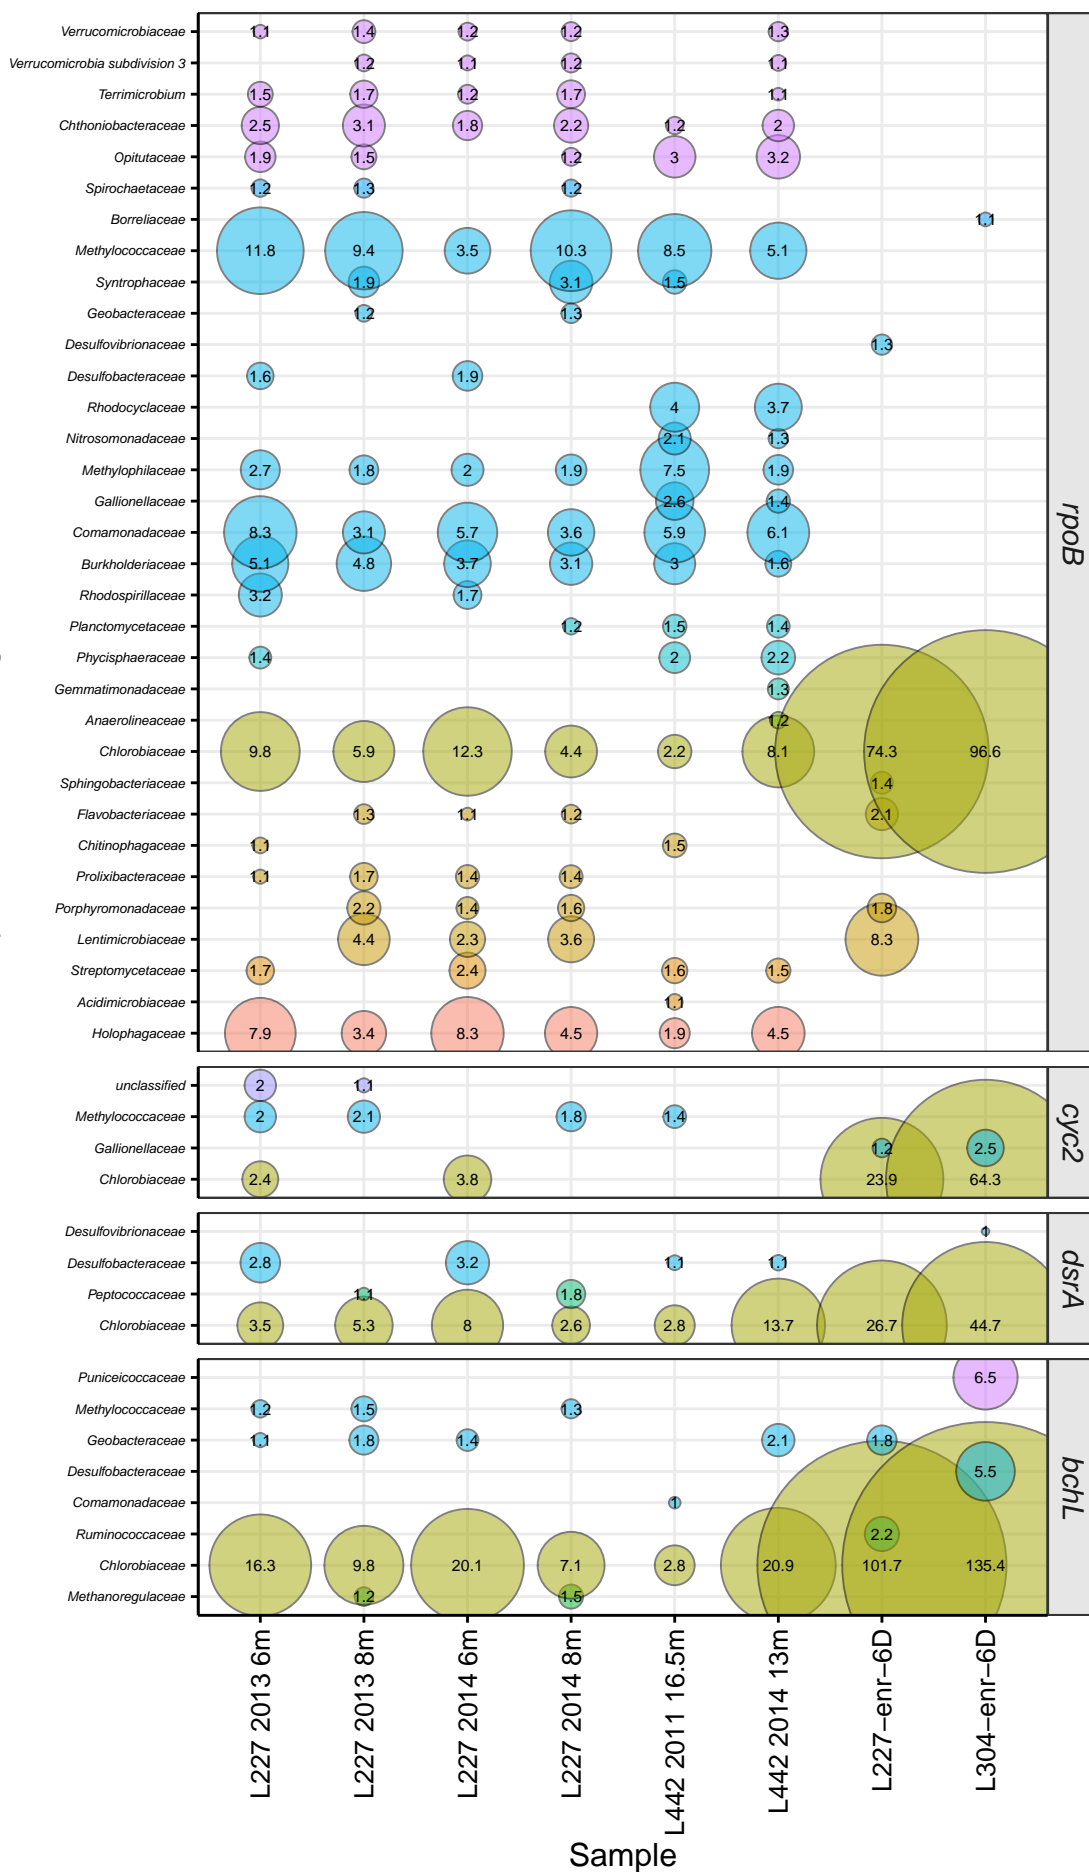 Verrucomicrobiaceae 1.1 1.4 1.2 1.2 1.3
Verrucomicrobia subdivision 3 1.2 1.1 1.2 1.1
Terrimicrobium 1.5 1.7 1.2 1.7 1.1
Chthoniobacteraceae 2.5 3.1 1.8 2.2 1.2 2
Opitutaceae 1.9 1.5 1.2 3 3.2
Spirochaetaceae 1.2 1.3 1.2
Borreliaceae 1.1
Methylococcaceae 11.8 9.4 3.5 10.3 8.5 5.1
Syntrophaceae 1.9 3.1 1.5
Geobacteraceae 1.2 1.3
Desulfovibrionaceae 1.3
Desulfobacteraceae 1.6 1.9
Rhodocyclaceae 4 3.7
Nitrosomonadaceae 2.1 1.3
Methylophilaceae 2.7 1.8 2 1.9 7.5 1.9
Gallionellaceae 2.6 1.4
Comamonadaceae 8.3 3.1 5.7 3.6 5.9 6.1
rpoB
Burkholderiaceae 5.1 4.8 3.7 3.1 3 1.6
Rhodospirillaceae 3.2 1.7
Planctomycetaceae 1.2 1.5 1.4
Phycisphaeraceae 1.4 2 2.2
Gemmatimonadaceae 1.3
Anaerolineaceae 1.2
Chlorobiaceae 9.8 5.9 12.3 4.4 2.2 8.1 74.3 96.6
Sphingobacteriaceae 1.4
Flavobacteriaceae 1.3 1.1 1.2 2.1
Chitinophagaceae 1.1 1.5
Prolixibacteraceae 1.1 1.7 1.4 1.4
Porphyromonadaceae 2.2 1.4 1.6 1.8
Lentimicrobiaceae 4.4 2.3 3.6 8.3
Streptomycetaceae 1.7 2.4 1.6 1.5
Acidimicrobiaceae 1.1
Holophagaceae 7.9 3.4 8.3 4.5 1.9 4.5
unclassified 2 1.1
Methylococcaceae 2 2.1 1.8 1.4
cyc2
Gallionellaceae 1.2 2.5
Chlorobiaceae 2.4 3.8 23.9 64.3
Desulfovibrionaceae 1
Desulfobacteraceae 2.8 3.2 1.1 1.1
dsrA
Peptococcaceae 1.1 1.8
Chlorobiaceae 3.5 5.3 8 2.6 2.8 13.7 26.7 44.7
Puniceicoccaceae 6.5
Methylococcaceae 1.2 1.5 1.3
Geobacteraceae 1.1 1.8 1.4 2.1 1.8
Desulfobacteraceae 5.5
bchL
Comamonadaceae 1
Ruminococcaceae 2.2
Chlorobiaceae 16.3 9.8 20.1 7.1 2.8 20.9 101.7 135.4
Methanoregulaceae 1.2 1.5
L227 2013 6m
L227 2013 8m
L227 2014 6m
L227 2014 8m
L442 2011 16.5m
L442 2014 13m
L227−enr−6D
L304−enr−6D
Sample